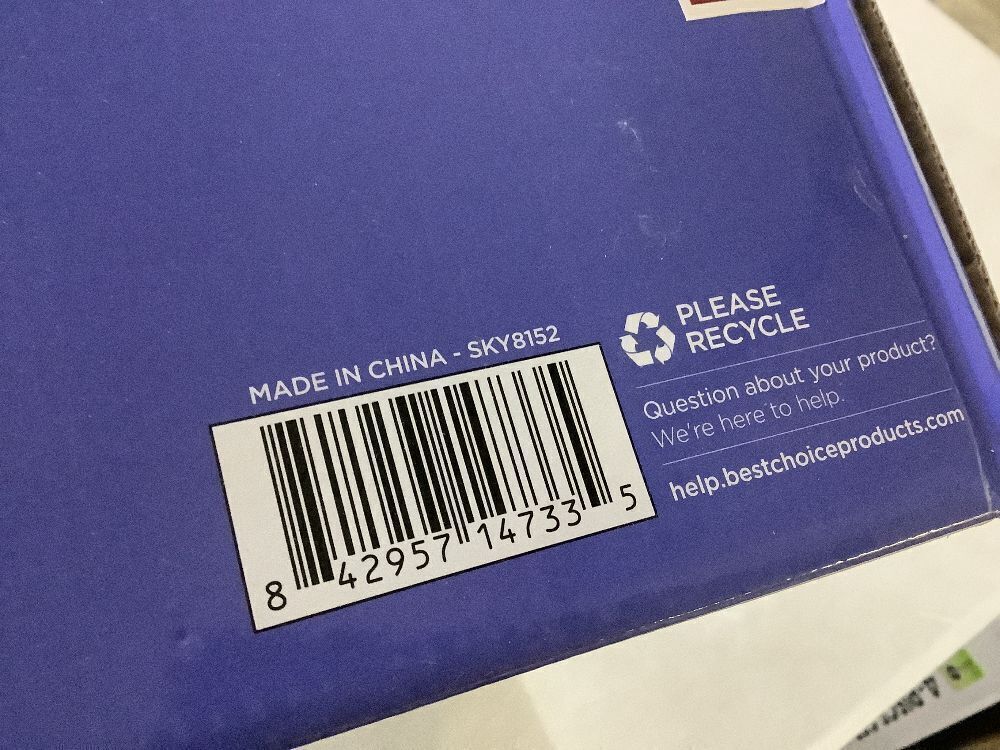 MADE IN CHINA - SKY8152
8 42957 14733 5
PLEASE
RECYCLE
Question about your product?
We're here to help.
help.bestchoiceproducts.com